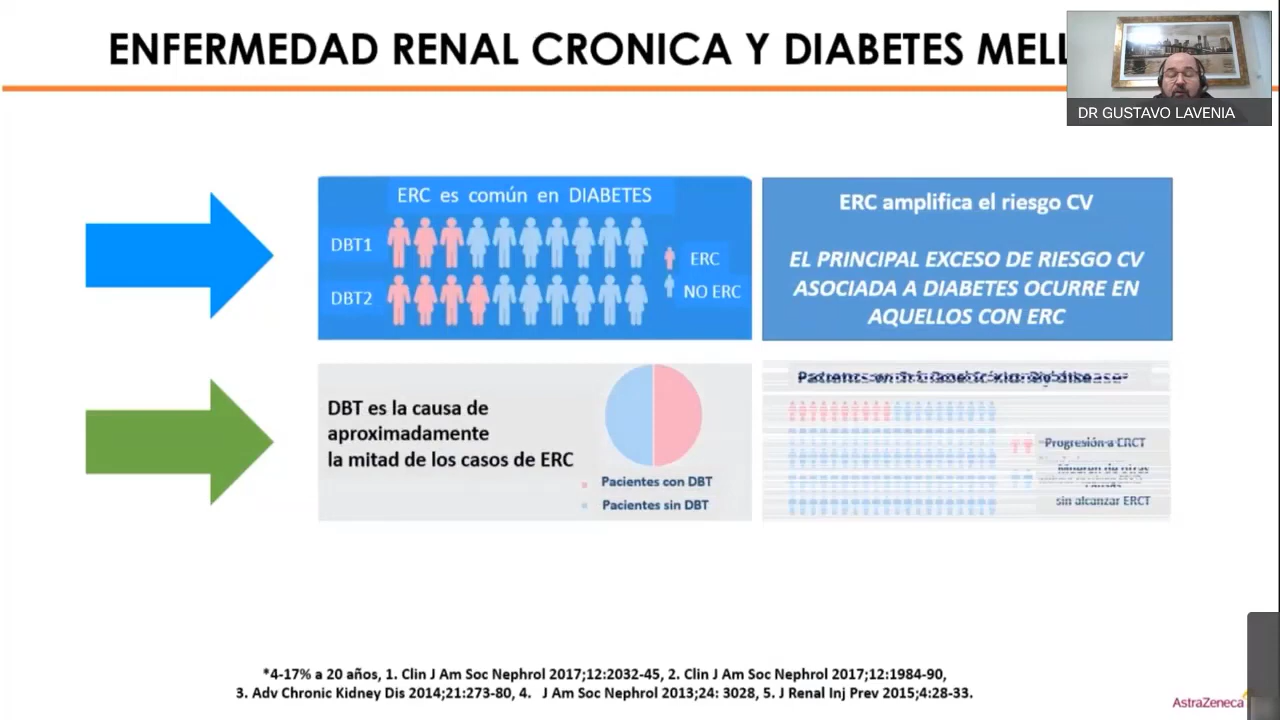 ENFERMEDAD RENAL CRONICA Y DIABETES MELL
DR GUSTAVO LAVENIA
ERC es común en DIABETES
DBT1
DBT2
ERC
NO ERC
ERC amplifica el riesgo CV
EL PRINCIPAL EXCESO DE RIESGO CV
ASOCIADA A DIABETES OCURRE EN
AQUELLOS CON ERC
DBT es la causa de
aproximadamente
la mitad de los casos de ERC
Pacientes con DBT
Pacientes sin DBT
Progresión a ERCT
Mueren de otras
sin alcanzar ERCT
*4-17% a 20 años, 1. Clin J Am Soc Nephrol 2017;12:2032-45, 2. Clin J Am Soc Nephrol 2017;12:1984-90,
3. Adv Chronic Kidney Dis 2014;21:273-80, 4. J Am Soc Nephrol 2013;24: 3028, 5. J Renal Inj Prev 2015;4:28-33.
AstraZeneca